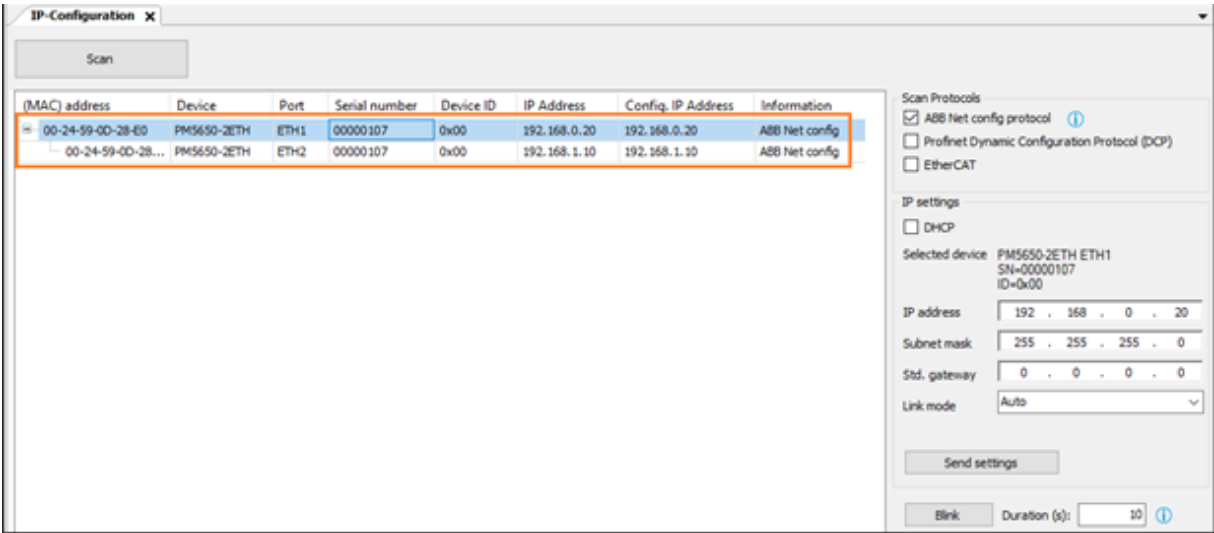 IP-Configuration x
Scan
(MAC) address Device Port Serial number Device ID IP Address Config. IP Address Information
00-24-59-0D-28-E0 PM5650-2ETH ETH1 00000107 0x00 192.168.0.20 192.168.0.20 ABB Net config
00-24-59-0D-28... PM5650-2ETH ETH2 00000107 0x00 192.168.1.10 192.168.1.10 ABB Net config
Scan Protocols
ABB Net config protocol
Profinet Dynamic Configuration Protocol (DCP)
EtherCAT
IP settings
DHCP
Selected device PM5650-2ETH ETH1
SN=00000107
ID=0x00
IP address 192 . 168 . 0 . 20
Subnet mask 255 . 255 . 255 . 0
Std. gateway 0 . 0 . 0 . 0
Link mode Auto
Send settings
Blink Duration (s): 10